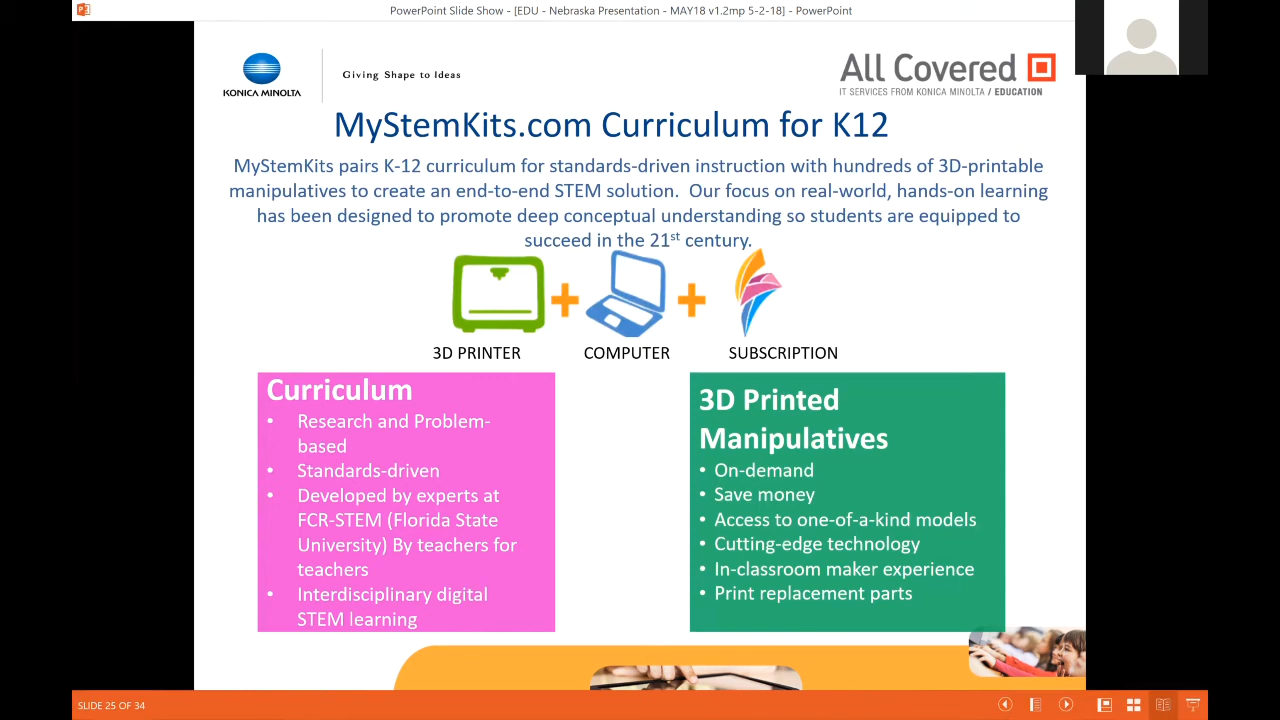 PowerPoint Slide Show - [EDU - Nebraska Presentation - MAY18 v1.2mp 5-2-18] - PowerPoint
KONICA MINOLTA
Giving Shape to Ideas
All Covered
IT SERVICES FROM KONICA MINOLTA / EDUCATION
MyStemKits.com Curriculum for K12
MyStemKits pairs K-12 curriculum for standards-driven instruction with hundreds of 3D-printable
manipulatives to create an end-to-end STEM solution. Our focus on real-world, hands-on learning
has been designed to promote deep conceptual understanding so students are equipped to
succeed in the 21st century.
3D PRINTER
COMPUTER
SUBSCRIPTION
Curriculum
• Research and Problem-
based
• Standards-driven
• Developed by experts at
FCR-STEM (Florida State
University) By teachers for
teachers
• Interdisciplinary digital
STEM learning
3D Printed
Manipulatives
• On-demand
• Save money
• Access to one-of-a-kind models
• Cutting-edge technology
• In-classroom maker experience
• Print replacement parts
SLIDE 25 OF 34